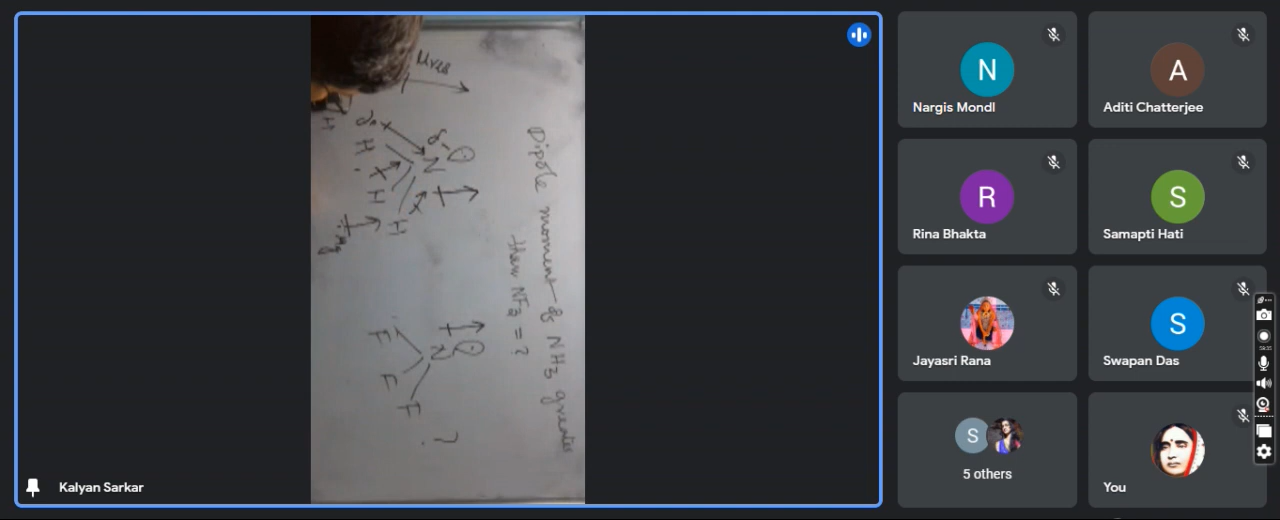 Dipole moment of NH3 greater
than NF3 = ?
μres
δ-
N
H
H
H
δ+
N
F
F
F
?
Kalyan Sarkar
N
Nargis Mondl
A
Aditi Chatterjee
R
Rina Bhakta
S
Samapti Hati
Jayasri Rana
S
Swapan Das
S
5 others
You